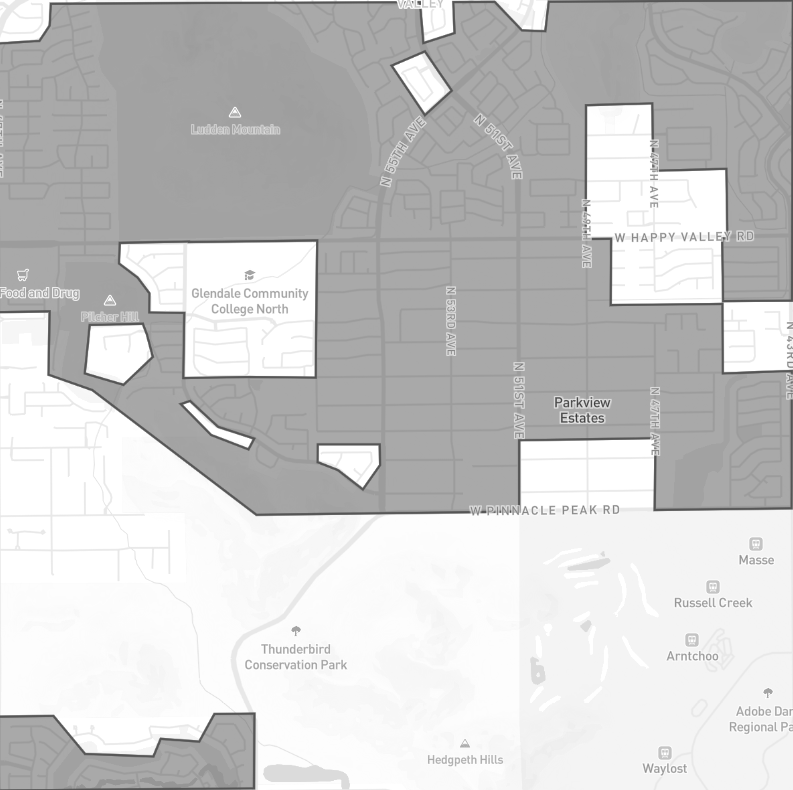 VALLEY
Ludden Mountain
N 55TH AVE
N 51ST AVE
N 47TH AVE
N 49TH AVE
W HAPPY VALLEY RD
Food and Drug
Pilcher Hill
Glendale Community
College North
N 53RD AVE
N 43RD AVE
N 51ST AVE
Parkview
Estates
N 47TH AVE
W PINNACLE PEAK RD
Masse
Russell Creek
Thunderbird
Conservation Park
Arntchoo
Adobe Dam
Regional Pa
Hedgpeth Hills
Waylost